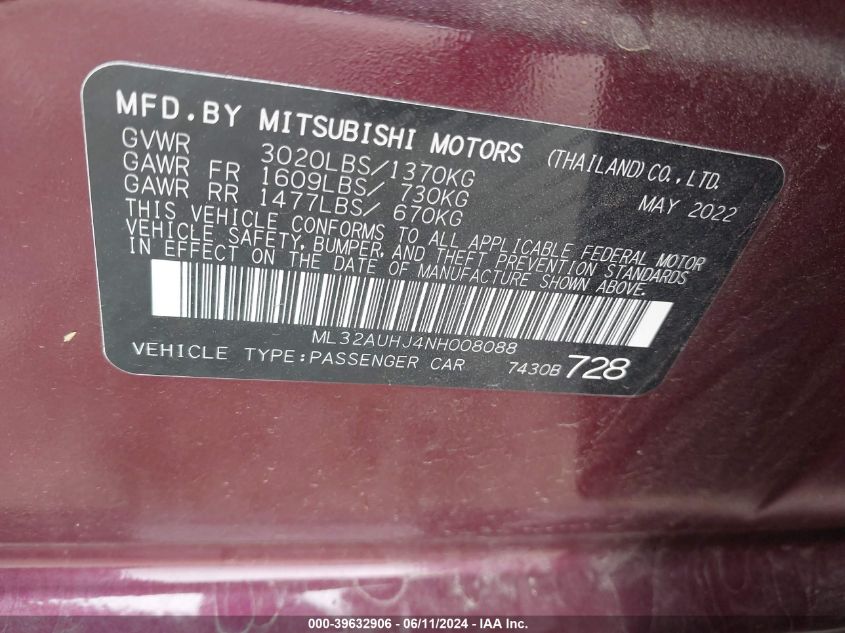 MFD.BY MITSUBISHI MOTORS (THAILAND) CO., LTD.
GVWR 3020LBS/1370KG MAY 2022
GAWR FR 1609LBS/ 730KG
GAWR RR 1477LBS/ 670KG
THIS VEHICLE CONFORMS TO ALL APPLICABLE FEDERAL MOTOR
VEHICLE SAFETY, BUMPER, AND THEFT PREVENTION STANDARDS
IN EFFECT ON THE DATE OF MANUFACTURE SHOWN ABOVE.
ML32AUHJ4NH008088
VEHICLE TYPE:PASSENGER CAR 7430B 728
000-39632906 - 06/11/2024 - IAA Inc.